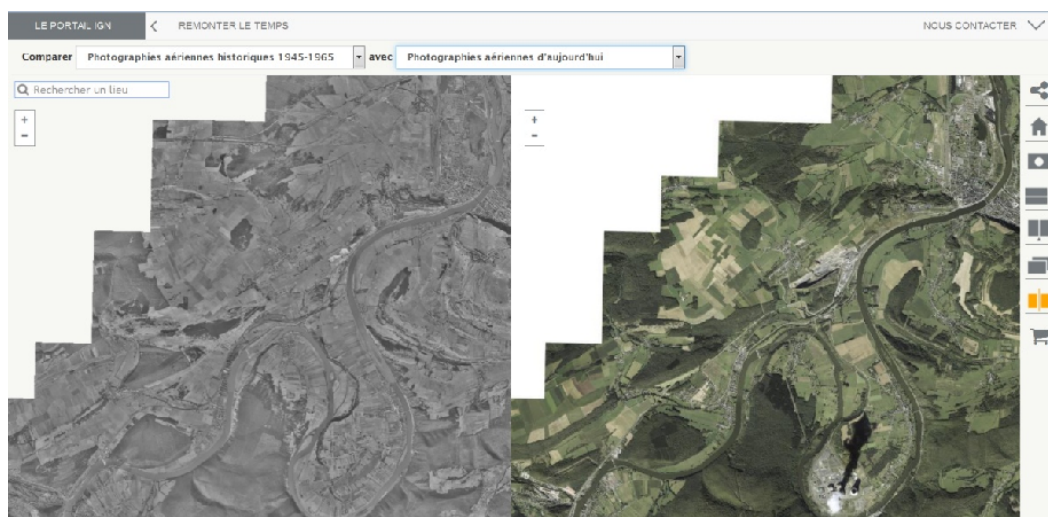 LE PORTAIL IGN
REMONTER LE TEMPS
NOUS CONTACTER
Comparer Photographies aériennes historiques 1945-1965 avec Photographies aériennes d'aujourd'hui
Rechercher un lieu
+
-
+
-